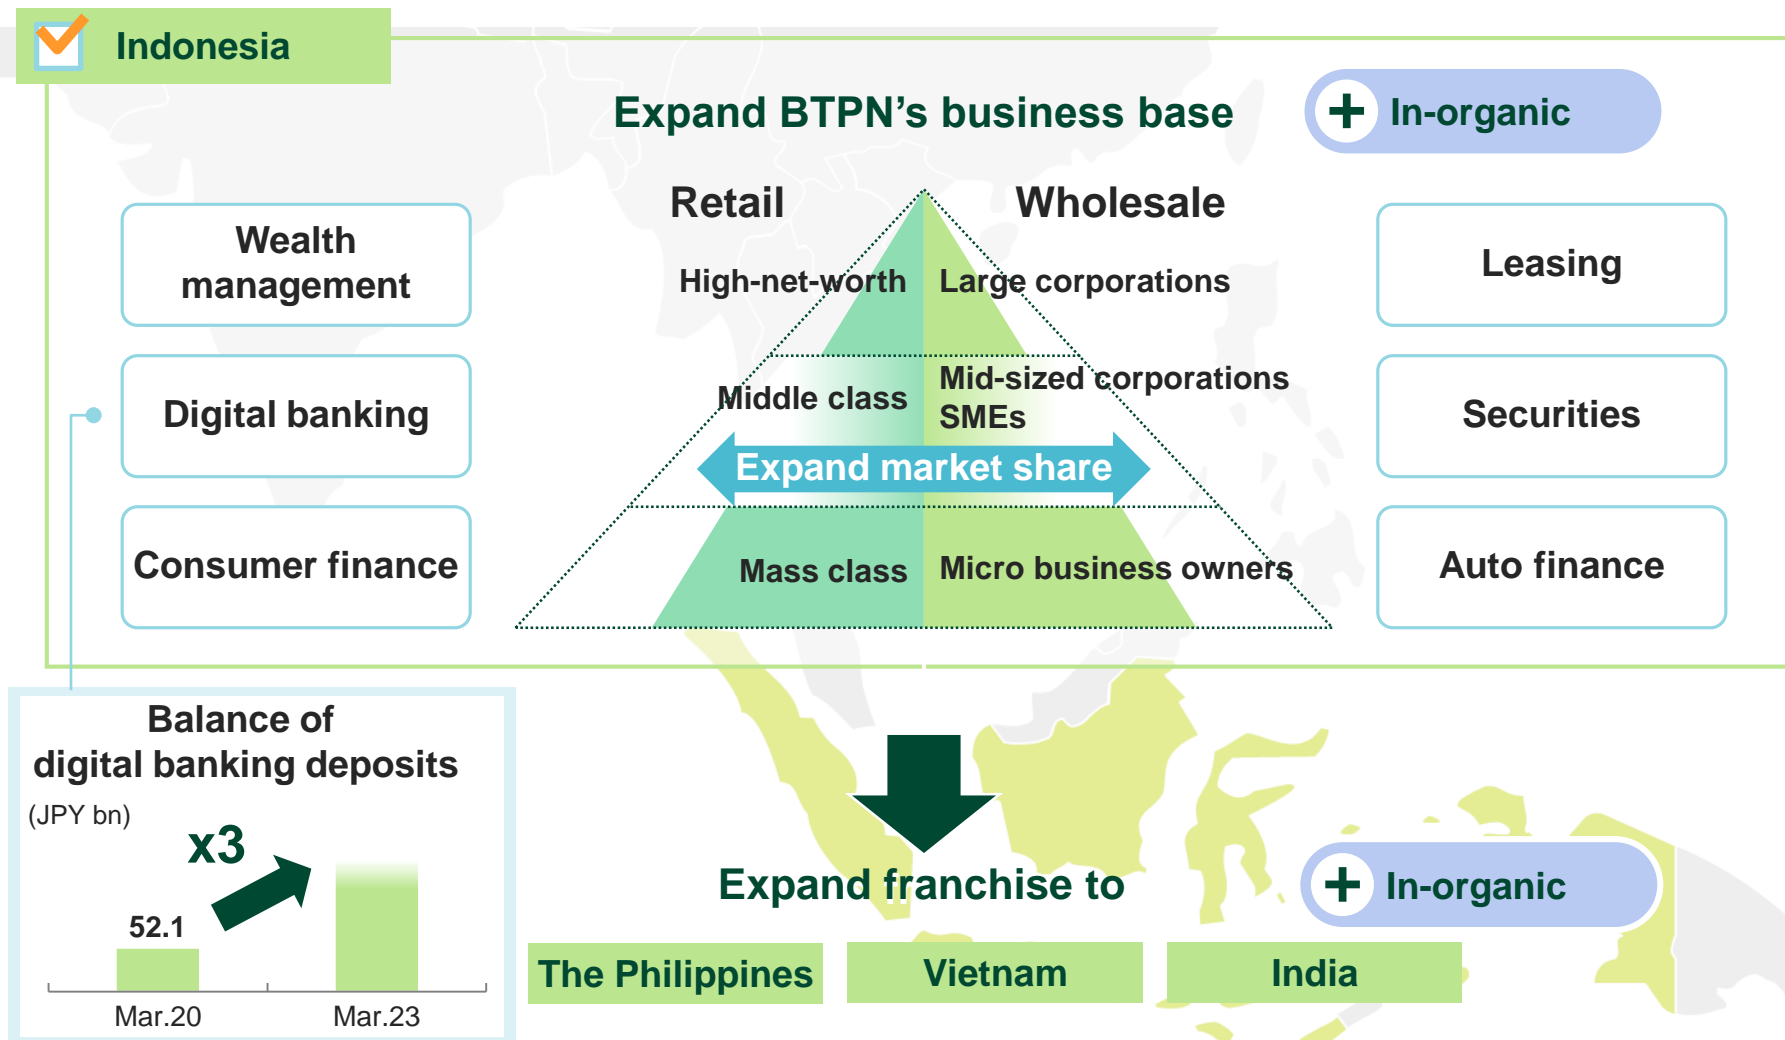 Indonesia
Expand BTPN's business base
+ In-organic
Retail
Wholesale
Wealth
management
Digital banking
Consumer finance
High-net-worth
Large corporations
Middle class
Mid-sized corporations
SMEs
Expand market share
Mass class
Micro business owners
Leasing
Securities
Auto finance
Balance of
digital banking deposits
(JPY bn)
x3
52.1
Mar.20
Mar.23
Expand franchise to
+ In-organic
The Philippines
Vietnam
India